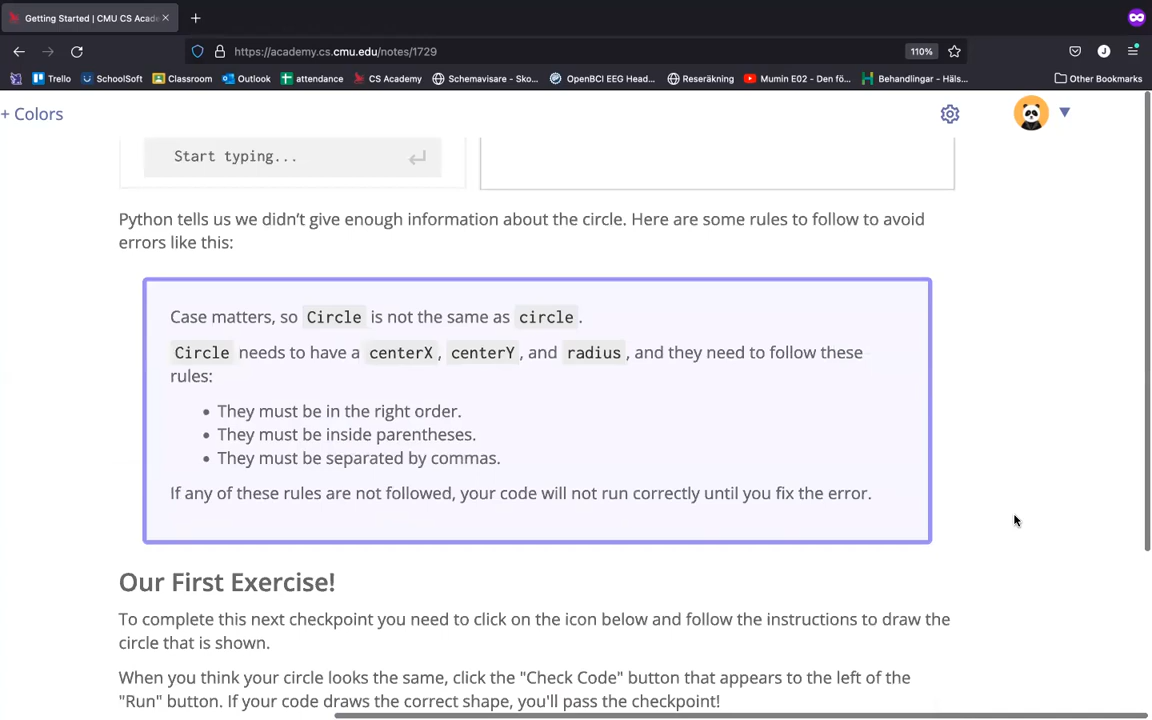 Getting Started | CMU CS Acad
https://academy.cs.cmu.edu/notes/1729
110%
J
Trello
SchoolSoft
Classroom
Outlook
attendance
CS Academy
Schemavisare - Sko...
OpenBCI EEG Head...
Reseräkning
Mumin E02 - Den fö...
Behandlingar - Häls...
Other Bookmarks
+ Colors
Start typing...
Python tells us we didn't give enough information about the circle. Here are some rules to follow to avoid
errors like this:
Case matters, so Circle is not the same as circle.
Circle needs to have a centerX, centerY, and radius, and they need to follow these
rules:
• They must be in the right order.
• They must be inside parentheses.
• They must be separated by commas.
If any of these rules are not followed, your code will not run correctly until you fix the error.
Our First Exercise!
To complete this next checkpoint you need to click on the icon below and follow the instructions to draw the
circle that is shown.
When you think your circle looks the same, click the "Check Code" button that appears to the left of the
"Run" button. If your code draws the correct shape, you'll pass the checkpoint!